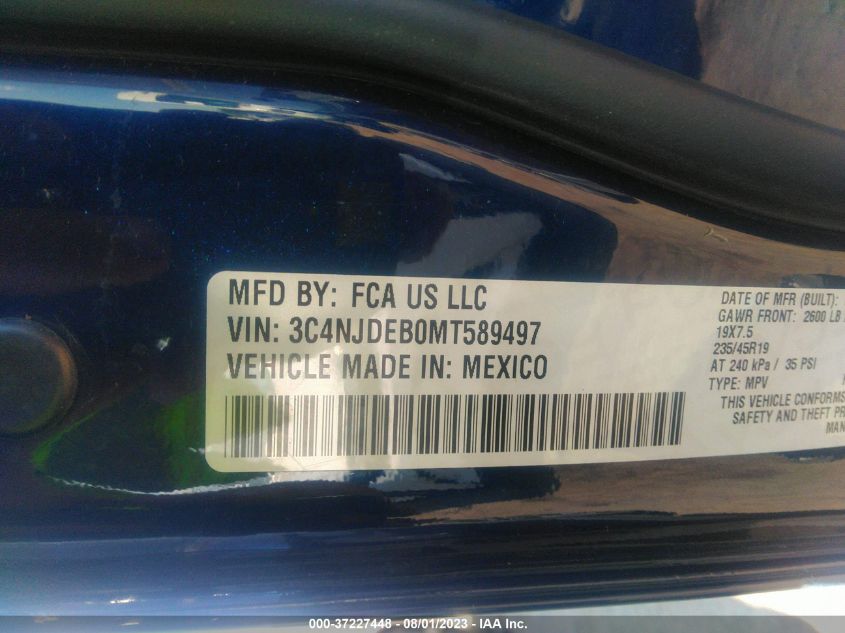 MFD BY: FCA US LLC
VIN: 3C4NJDEB0MT589497
VEHICLE MADE IN: MEXICO
DATE OF MFR (BUILT):
GAWR FRONT: 2600 LB
19X7.5
235/45R19
AT 240 kPa / 35 PSI
TYPE: MPV
THIS VEHICLE CONFORMS
SAFETY AND THEFT PR
MAN
000-37227448 - 08/01/2023 - IAA Inc.